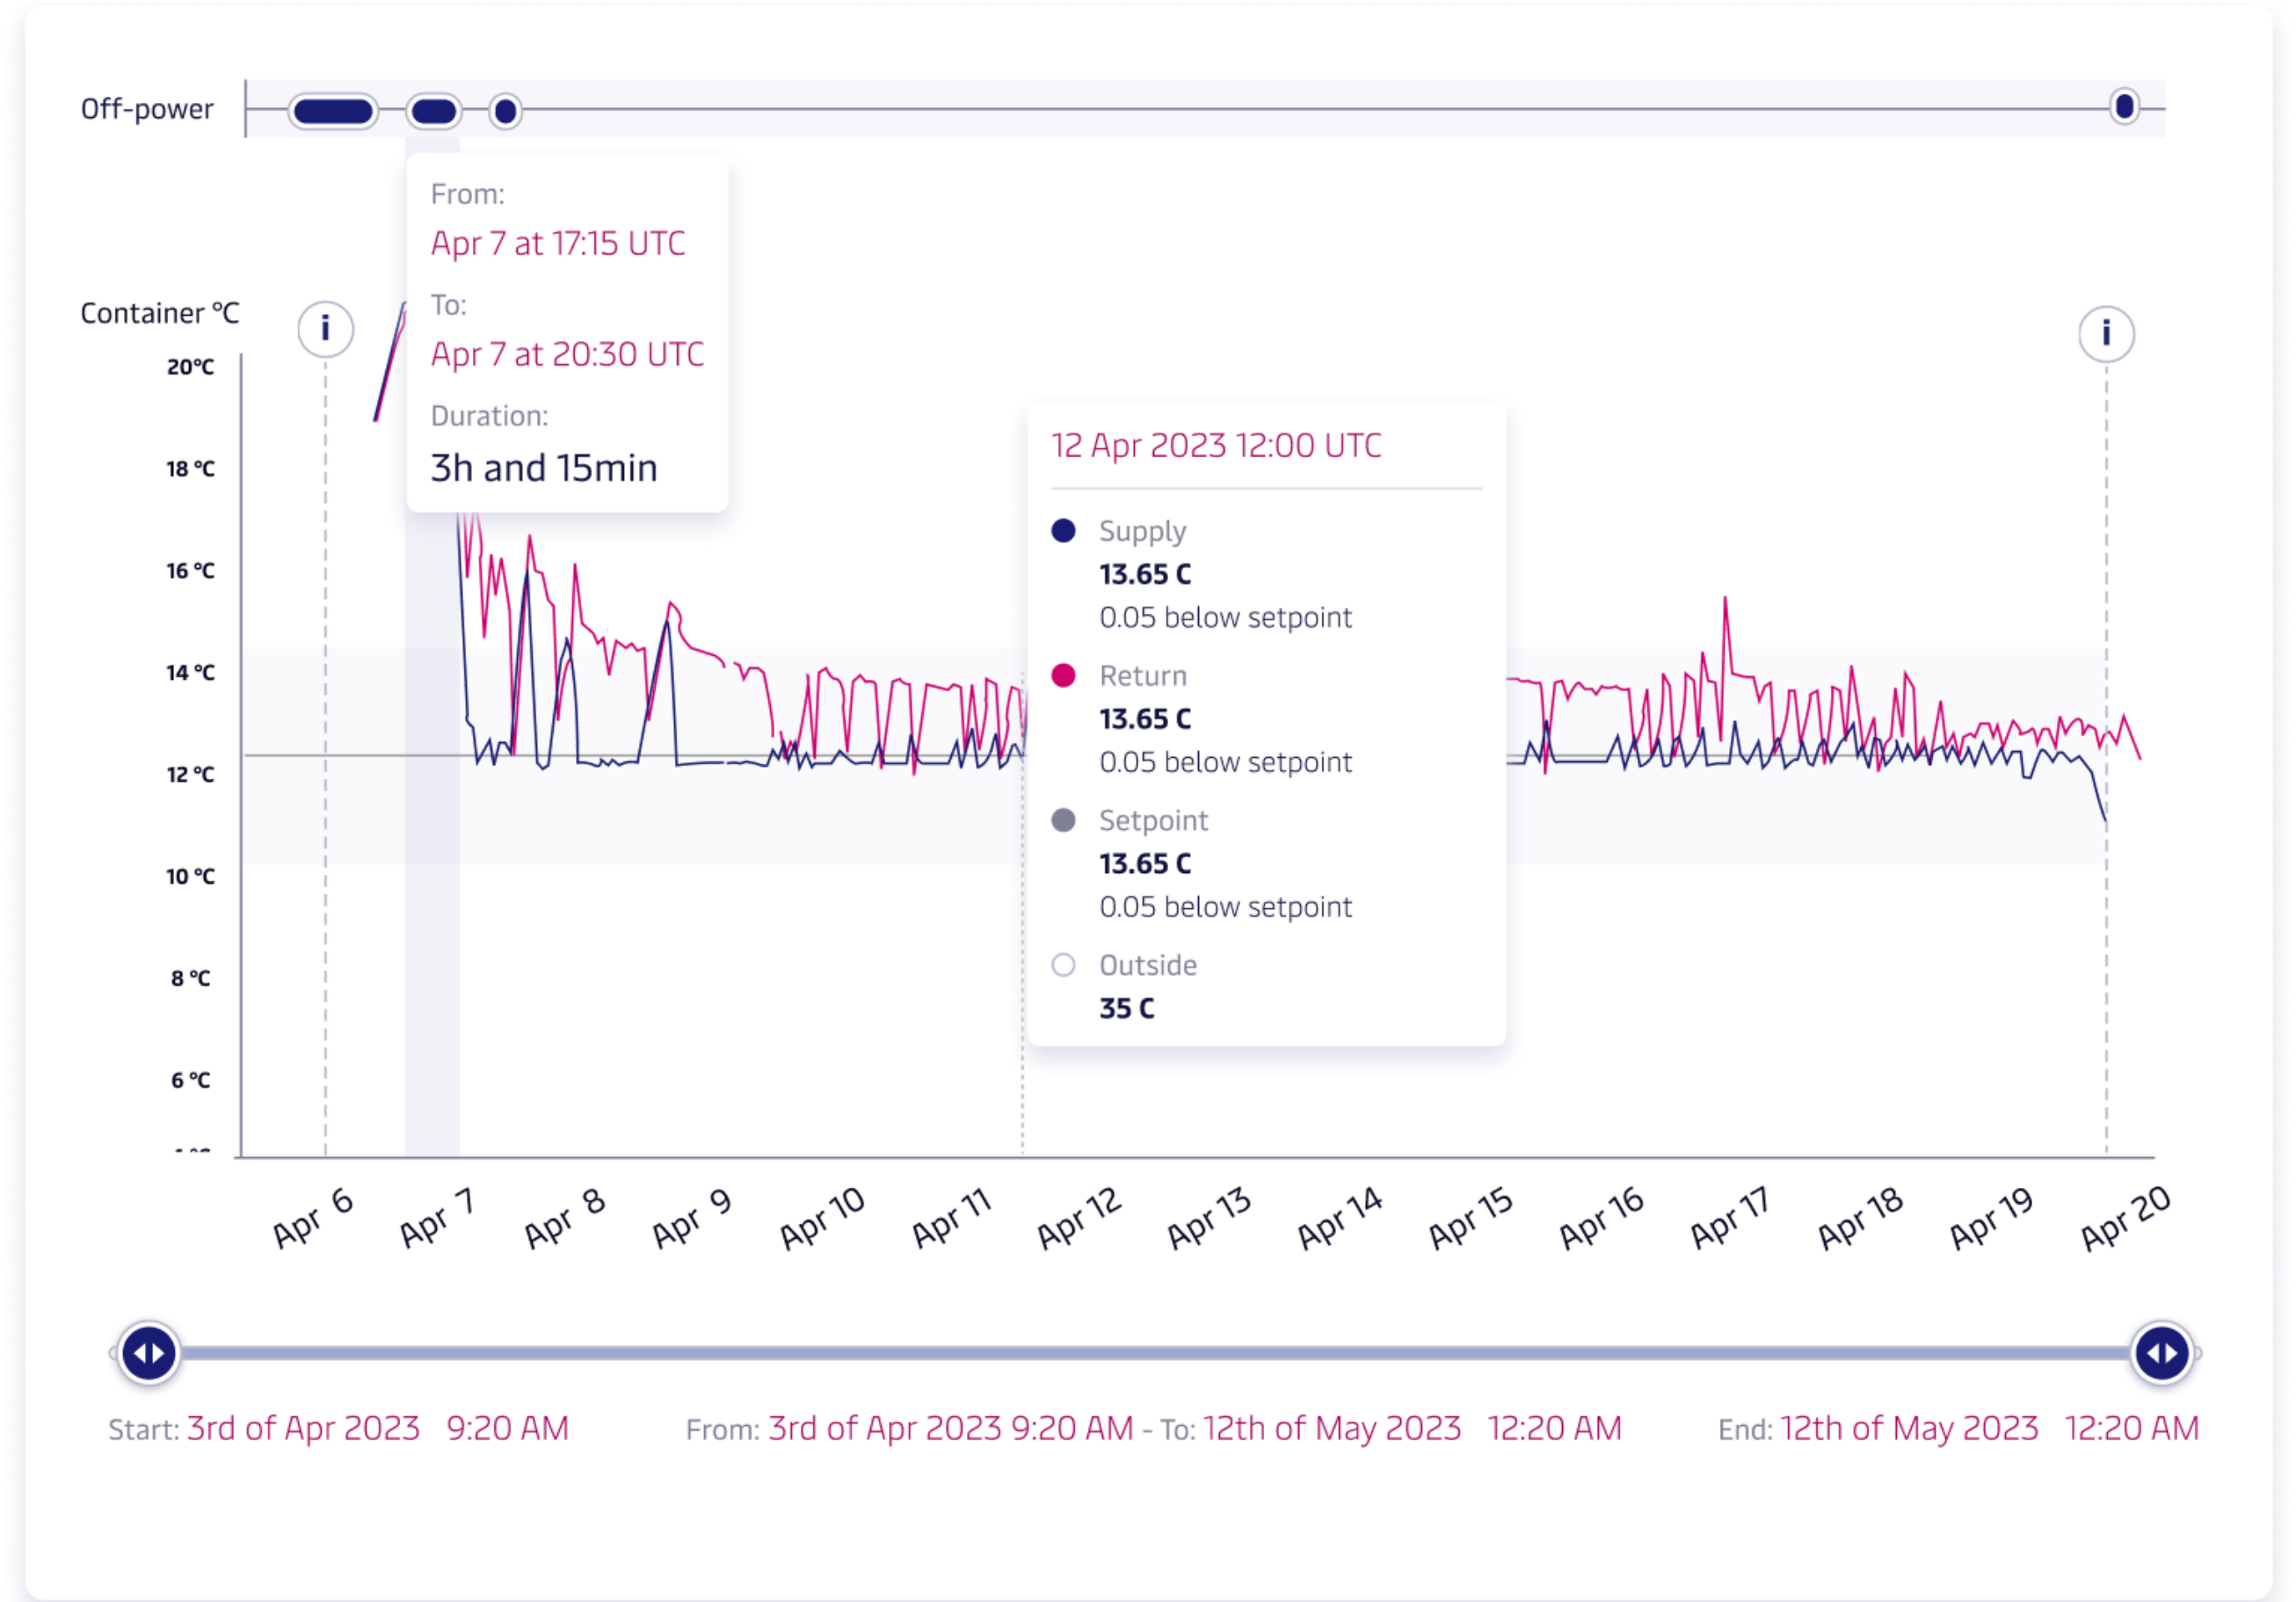 Off-power
From:
Apr 7 at 17:15 UTC
To:
Apr 7 at 20:30 UTC
Duration:
3h and 15min
Container °C
i
i
20°C
18 °C
16 °C
14 °C
12 °C
10 °C
8 °C
6 °C
12 Apr 2023 12:00 UTC
Supply
13.65 C
0.05 below setpoint
Return
13.65 C
0.05 below setpoint
Setpoint
13.65 C
0.05 below setpoint
Outside
35 C
Apr 6
Apr 7
Apr 8
Apr 9
Apr 10
Apr 11
Apr 12
Apr 13
Apr 14
Apr 15
Apr 16
Apr 17
Apr 18
Apr 19
Apr 20
Start: 3rd of Apr 2023 9:20 AM
From: 3rd of Apr 2023 9:20 AM - To: 12th of May 2023 12:20 AM
End: 12th of May 2023 12:20 AM